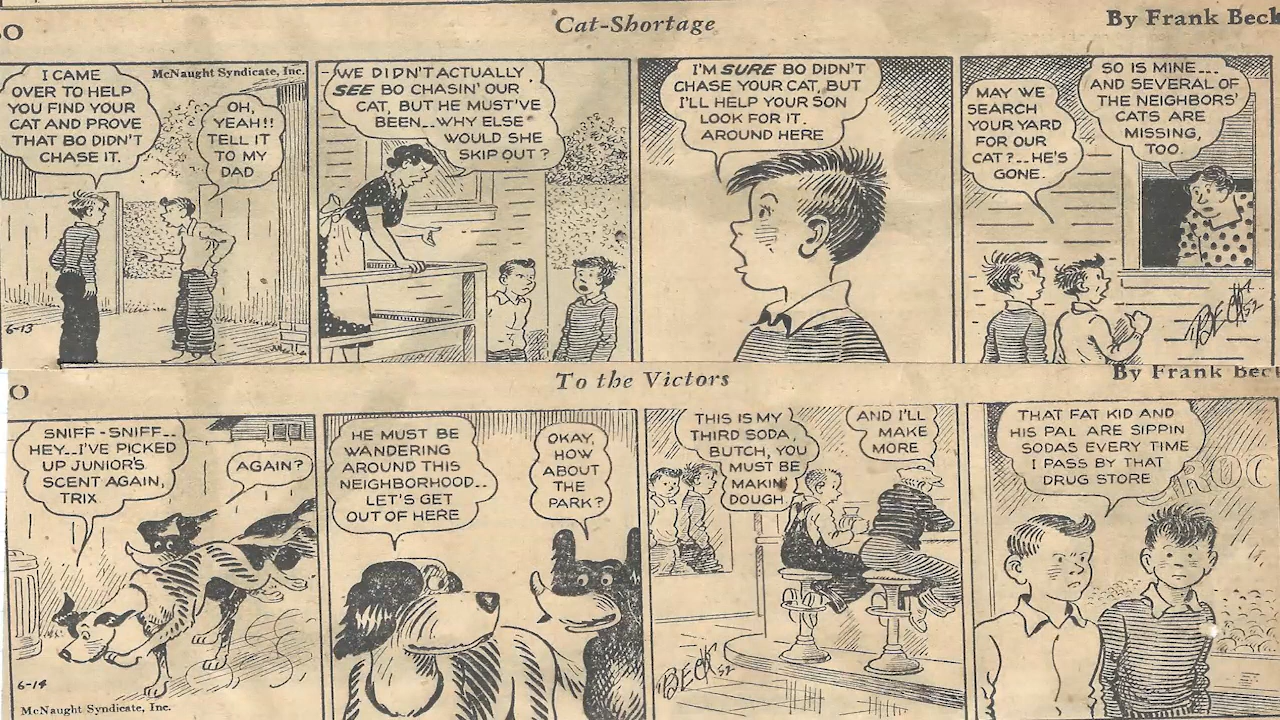 BO
Cat-Shortage
By Frank Beck
I CAME
OVER TO HELP
YOU FIND YOUR
CAT AND PROVE
THAT BO DIDN'T
CHASE IT.
McNaught Syndicate, Inc.
OH,
YEAH!!
TELL IT
TO MY
DAD
6-13
-WE DIDN'T ACTUALLY
SEE BO CHASIN' OUR
CAT, BUT HE MUST'VE
BEEN...WHY ELSE
WOULD SHE
SKIP OUT?
I'M SURE BO DIDN'T
CHASE YOUR CAT, BUT
I'LL HELP YOUR SON
LOOK FOR IT.
AROUND HERE
MAY WE
SEARCH
YOUR YARD
FOR OUR
CAT?--HE'S
GONE.
SO IS MINE...
AND SEVERAL OF
THE NEIGHBORS'
CATS ARE
MISSING,
TOO.
BECK 52
O
To the Victors
By Frank Beck
SNIFF-SNIFF--
HEY--I'VE PICKED
UP JUNIOR'S
SCENT AGAIN,
TRIX
AGAIN?
6-14
McNaught Syndicate, Inc.
HE MUST BE
WANDERING
AROUND THIS
NEIGHBORHOOD--
LET'S GET
OUT OF HERE
OKAY,
HOW
ABOUT
THE
PARK?
THIS IS MY
THIRD SODA,
BUTCH, YOU
MUST BE
MAKIN'
DOUGH
AND I'LL
MAKE
MORE
BECK 52
THAT FAT KID AND
HIS PAL ARE SIPPIN
SODAS EVERY TIME
I PASS BY THAT
DRUG STORE
ROC